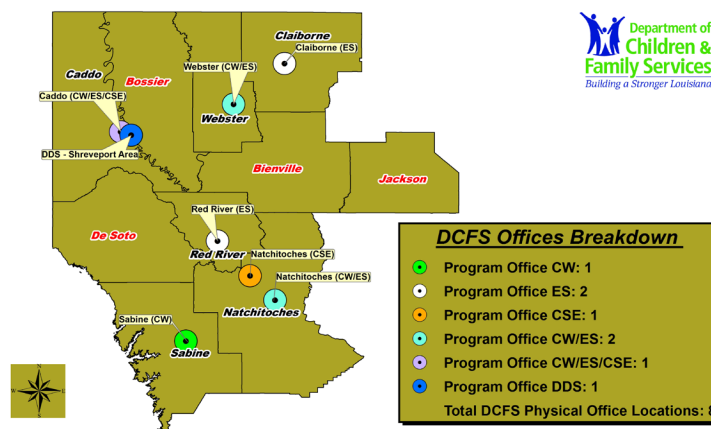 Department of
Children &
Family Services
Building a Stronger Louisiana
Claiborne
Claiborne (ES)
Webster (CW/ES)
Caddo
Bossier
Caddo (CW/ES/CSE)
Webster
DDS - Shreveport Area
Bienville
Jackson
Red River (ES)
De Soto
Red River
Natchitoches (CSE)
Natchitoches (CW/ES)
Natchitoches
Sabine (CW)
Sabine
N
W
E
S
DCFS Offices Breakdown
Program Office CW: 1
Program Office ES: 2
Program Office CSE: 1
Program Office CW/ES: 2
Program Office CW/ES/CSE: 1
Program Office DDS: 1
Total DCFS Physical Office Locations: 8